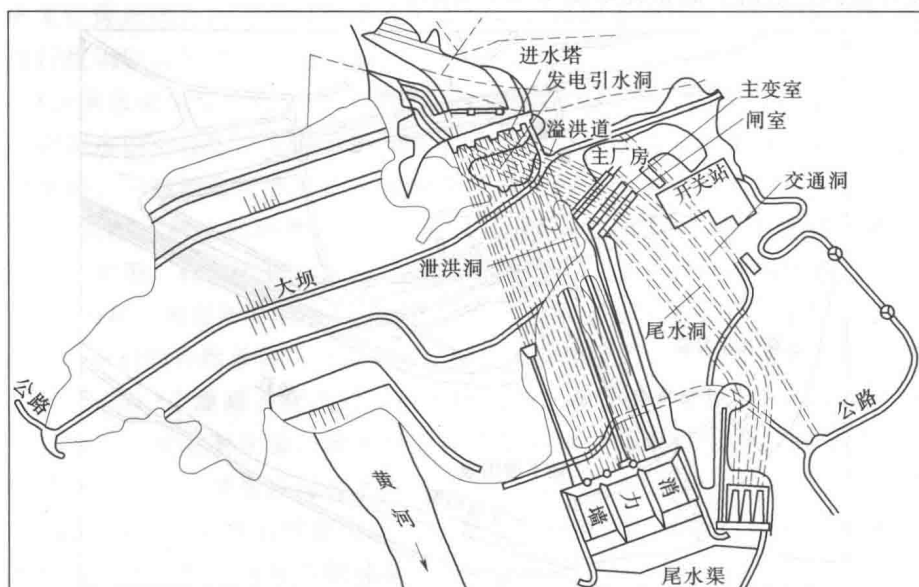 进水塔
发电引水洞
溢洪道
主变室
闸室
主厂房
开关站
交通洞
泄洪洞
大坝
尾水洞
公路
公路
黄河
消力墙
尾水渠